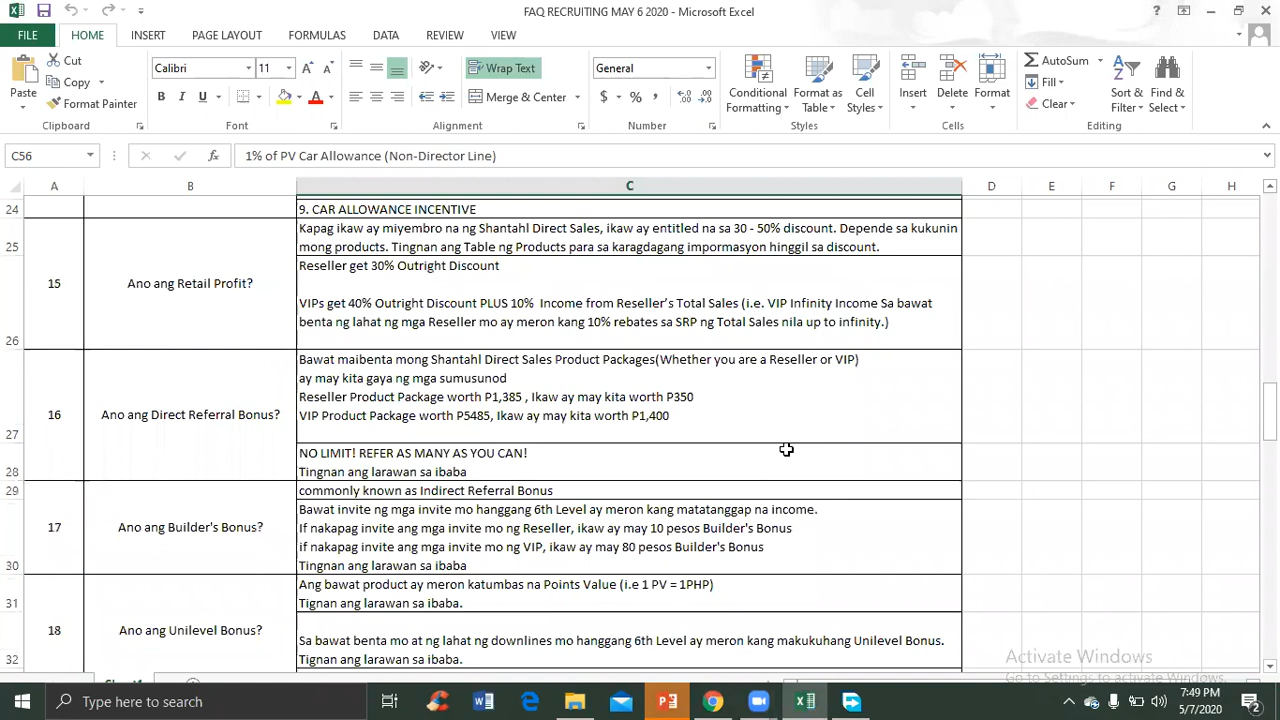 FAQ RECRUITING MAY 6 2020 - Microsoft Excel
FILE HOME INSERT PAGE LAYOUT FORMULAS DATA REVIEW VIEW
Paste
Cut
Copy
Format Painter
Clipboard
Calibri 11
B I U
Font
Wrap Text
Merge & Center
Alignment
General
$ % ,
Number
Conditional Formatting
Format as Table
Cell Styles
Styles
Insert
Delete
Format
Cells
AutoSum
Fill
Clear
Sort & Filter
Find & Select
Editing
C56 fx 1% of PV Car Allowance (Non-Director Line)
A B C D E F G H
24 9. CAR ALLOWANCE INCENTIVE
Kapag ikaw ay miyembro na ng Shantahl Direct Sales, ikaw ay entitled na sa 30 - 50% discount. Depende sa kukunin
25 mong products. Tingnan ang Table ng Products para sa karagdagang impormasyon hinggil sa discount.
Reseller get 30% Outright Discount
15 Ano ang Retail Profit?
VIPs get 40% Outright Discount PLUS 10% Income from Reseller’s Total Sales (i.e. VIP Infinity Income Sa bawat
benta ng lahat ng mga Reseller mo ay meron kang 10% rebates sa SRP ng Total Sales nila up to infinity.)
26
Bawat maibenta mong Shantahl Direct Sales Product Packages(Whether you are a Reseller or VIP)
ay may kita gaya ng mga sumusunod
Reseller Product Package worth P1,385 , Ikaw ay may kita worth P350
16 Ano ang Direct Referral Bonus? VIP Product Package worth P5485, Ikaw ay may kita worth P1,400
27
NO LIMIT! REFER AS MANY AS YOU CAN!
28 Tingnan ang larawan sa ibaba
29 commonly known as Indirect Referral Bonus
Bawat invite ng mga invite mo hanggang 6th Level ay meron kang matatanggap na income.
17 Ano ang Builder's Bonus? If nakapag invite ang mga invite mo ng Reseller, ikaw ay may 10 pesos Builder's Bonus
if nakapag invite ang mga invite mo ng VIP, ikaw ay may 80 pesos Builder's Bonus
30 Tingnan ang larawan sa ibaba
Ang bawat product ay meron katumbas na Points Value (i.e 1 PV = 1PHP)
31 Tignan ang larawan sa ibaba.
18 Ano ang Unilevel Bonus?
Sa bawat benta mo at ng lahat ng downlines mo hanggang 6th Level ay meron kang makukuhang Unilevel Bonus.
32 Tignan ang larawan sa ibaba.
Activate Windows
Go to Settings to activate Windows.
Type here to search
7:49 PM
5/7/2020
2